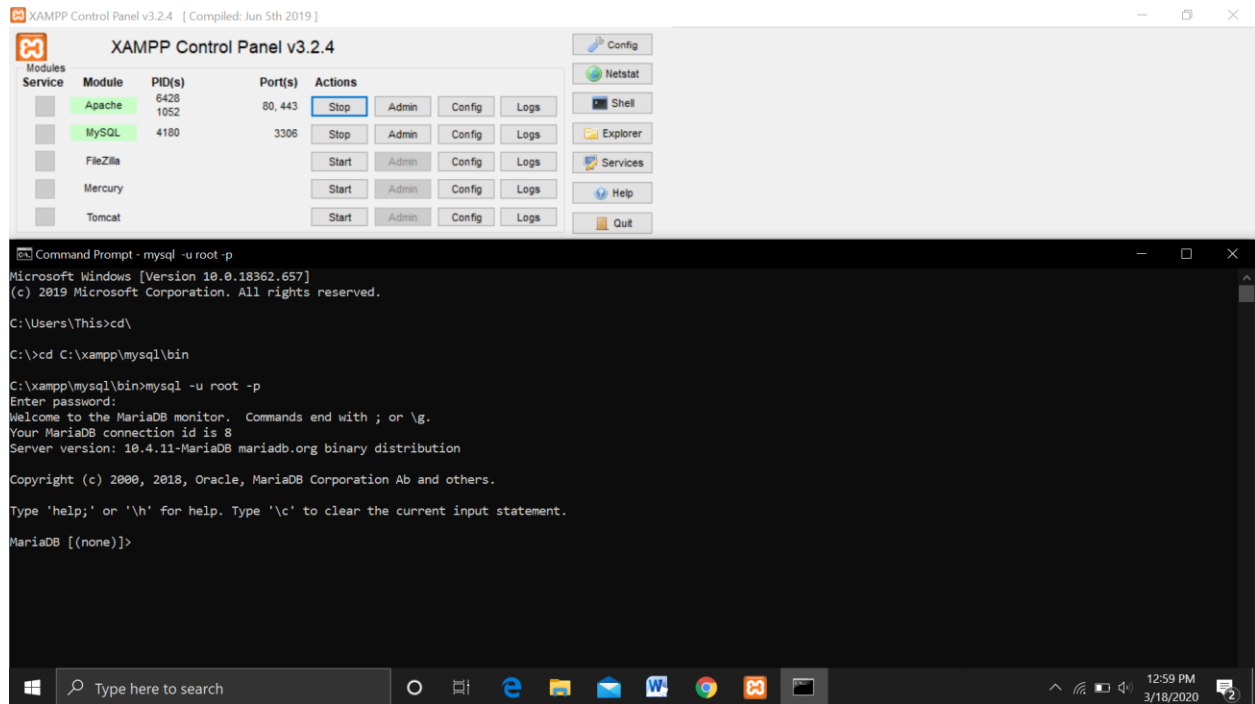 XAMPP Control Panel v3.2.4 [ Compiled: Jun 5th 2019 ]
XAMPP Control Panel v3.2.4
Config
Modules
Service Module PID(s) Port(s) Actions
Netstat
Apache 6428 1052 80, 443 Stop Admin Config Logs
Shell
MySQL 4180 3306 Stop Admin Config Logs
Explorer
FileZilla Start Admin Config Logs
Services
Mercury Start Admin Config Logs
Help
Tomcat Start Admin Config Logs
Quit
Command Prompt - mysql -u root -p
Microsoft Windows [Version 10.0.18362.657]
(c) 2019 Microsoft Corporation. All rights reserved.
C:\Users\This>cd\
C:\>cd C:\xampp\mysql\bin
C:\xampp\mysql\bin>mysql -u root -p
Enter password:
Welcome to the MariaDB monitor.  Commands end with ; or \g.
Your MariaDB connection id is 8
Server version: 10.4.11-MariaDB mariadb.org binary distribution
Copyright (c) 2000, 2018, Oracle, MariaDB Corporation Ab and others.
Type 'help;' or '\h' for help. Type '\c' to clear the current input statement.
MariaDB [(none)]>
Type here to search
12:59 PM
3/18/2020
2